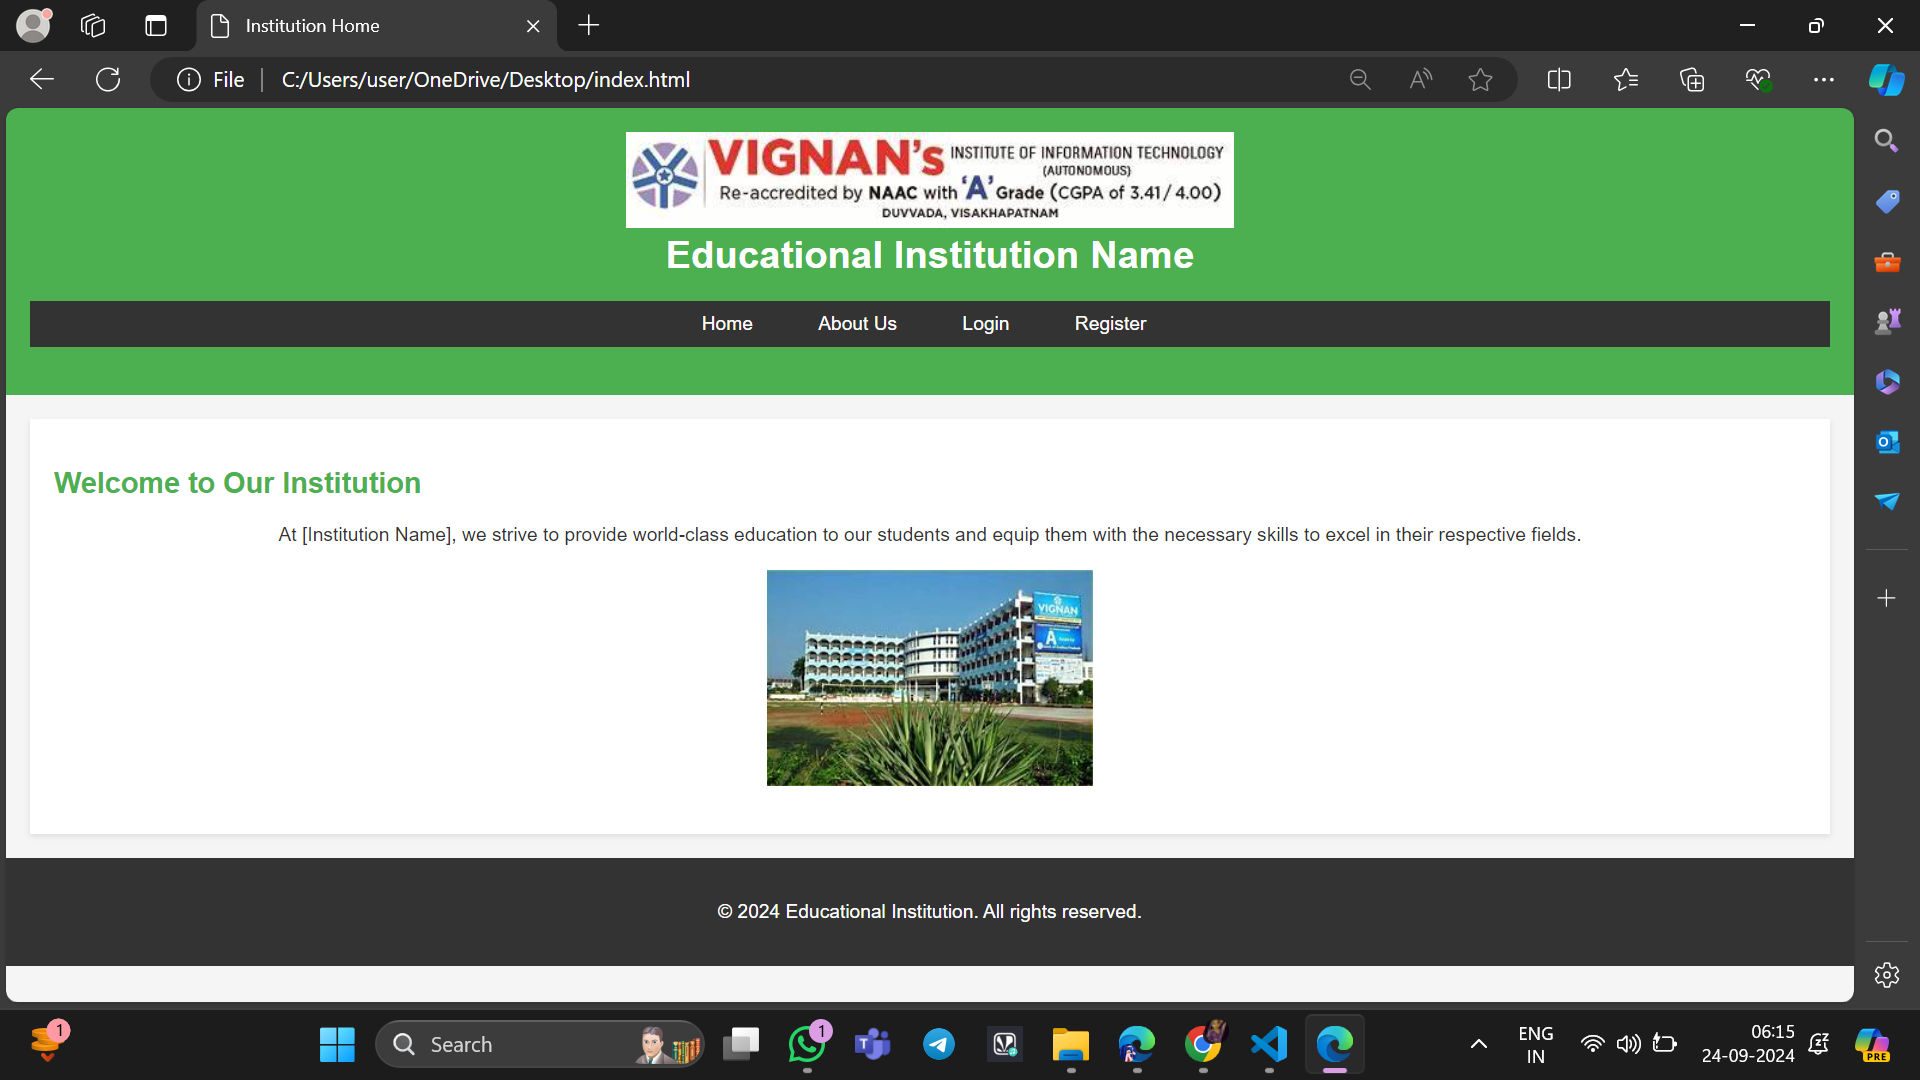 Institution Home
File
C:/Users/user/OneDrive/Desktop/index.html
VIGNAN's INSTITUTE OF INFORMATION TECHNOLOGY
(AUTONOMOUS)
Re-accredited by NAAC with 'A' Grade (CGPA of 3.41/4.00)
DUVVADA, VISAKHAPATNAM
Educational Institution Name
Home About Us Login Register
Welcome to Our Institution
At [Institution Name], we strive to provide world-class education to our students and equip them with the necessary skills to excel in their respective fields.
VIGNAN
A
© 2024 Educational Institution. All rights reserved.
1
Search
1
ENG
IN
06:15
24-09-2024
PRE